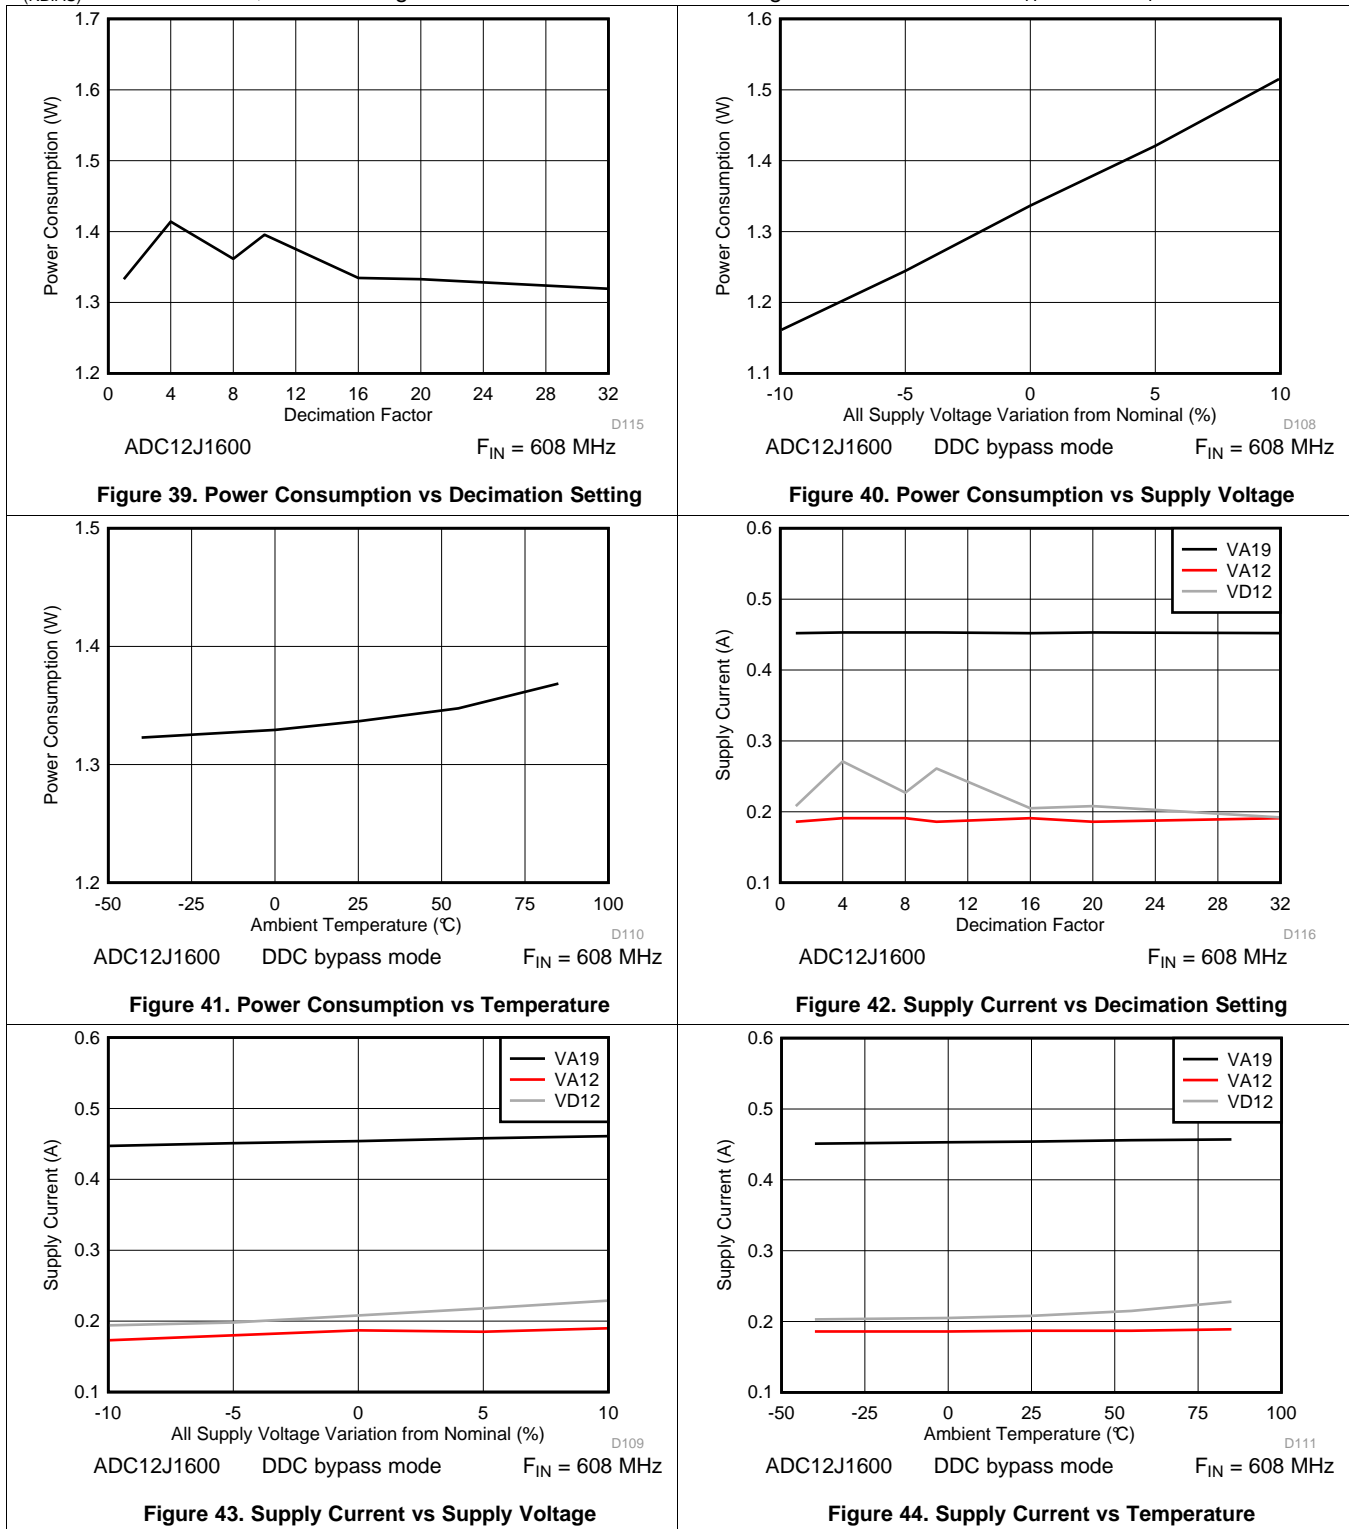 (RBIAS)
1.7
1.6
1.5
1.4
1.3
1.2
Power Consumption (W)
0 4 8 12 16 20 24 28 32
Decimation Factor
D115
ADC12J1600 FIN = 608 MHz
Figure 39. Power Consumption vs Decimation Setting
1.6
1.5
1.4
1.3
1.2
1.1
Power Consumption (W)
-10 -5 0 5 10
All Supply Voltage Variation from Nominal (%)
D108
ADC12J1600 DDC bypass mode FIN = 608 MHz
Figure 40. Power Consumption vs Supply Voltage
1.5
1.4
1.3
1.2
Power Consumption (W)
-50 -25 0 25 50 75 100
Ambient Temperature (°C)
D110
ADC12J1600 DDC bypass mode FIN = 608 MHz
Figure 41. Power Consumption vs Temperature
0.6
0.5
0.4
0.3
0.2
0.1
Supply Current (A)
VA19
VA12
VD12
0 4 8 12 16 20 24 28 32
Decimation Factor
D116
ADC12J1600 FIN = 608 MHz
Figure 42. Supply Current vs Decimation Setting
0.6
0.5
0.4
0.3
0.2
0.1
Supply Current (A)
VA19
VA12
VD12
-10 -5 0 5 10
All Supply Voltage Variation from Nominal (%)
D109
ADC12J1600 DDC bypass mode FIN = 608 MHz
Figure 43. Supply Current vs Supply Voltage
0.6
0.5
0.4
0.3
0.2
0.1
Supply Current (A)
VA19
VA12
VD12
-50 -25 0 25 50 75 100
Ambient Temperature (°C)
D111
ADC12J1600 DDC bypass mode FIN = 608 MHz
Figure 44. Supply Current vs Temperature